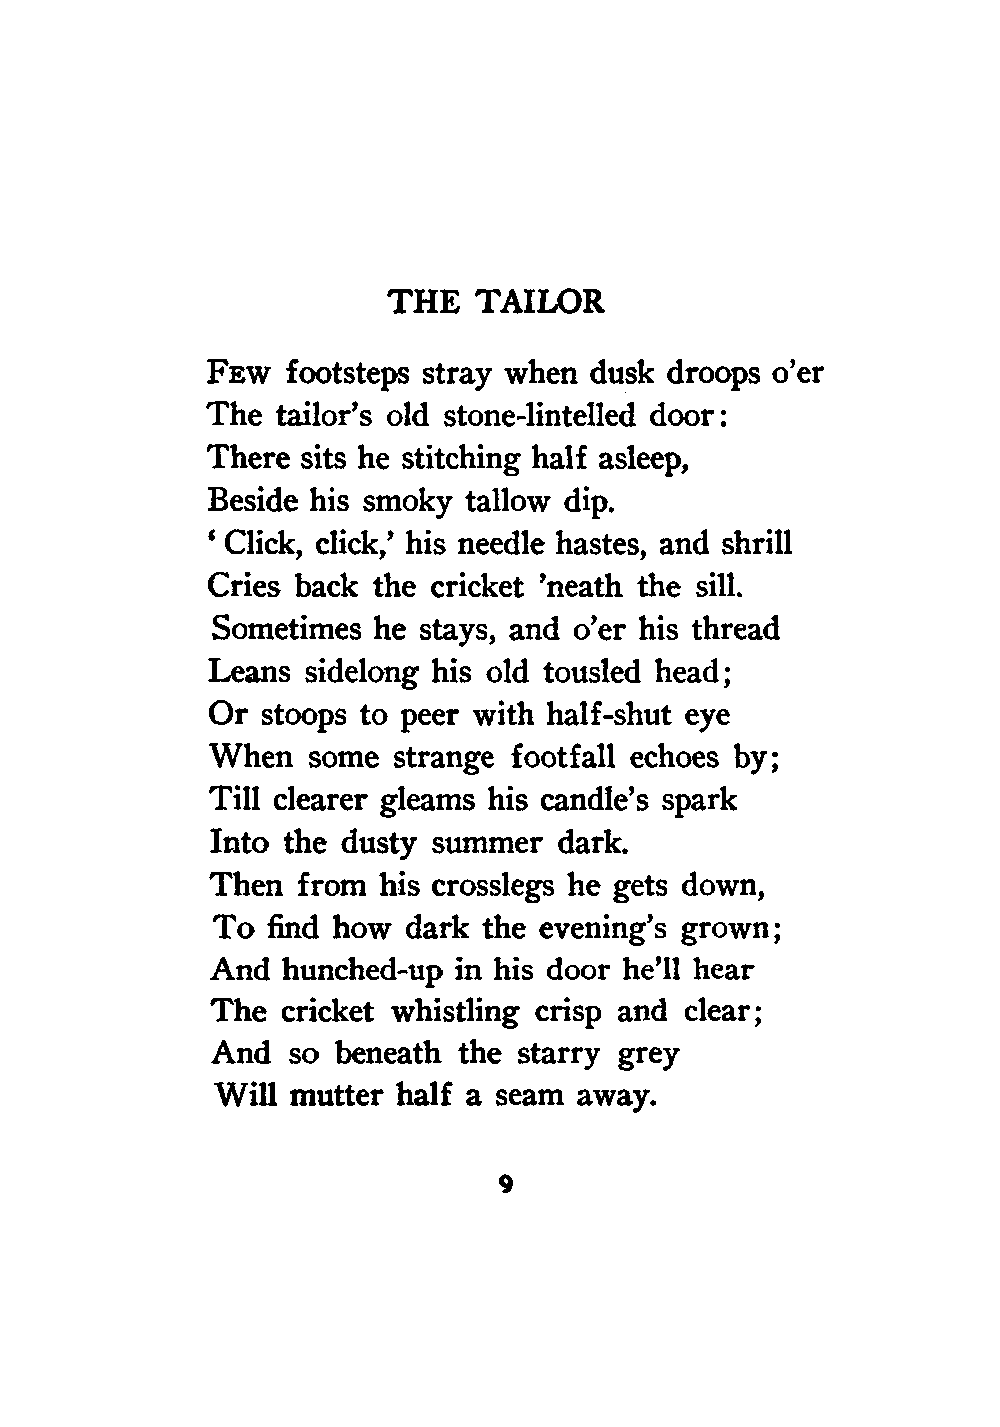 THE TAILOR
Few footsteps stray when dusk droops o'er
The tailor's old stone-lintelled door:
There sits he stitching half asleep,
Beside his smoky tallow dip.
‘Click, click,’ his needle hastes, and shrill
Cries back the cricket ’neath the sill.
Sometimes he stays, and o'er his thread
Leans sidelong his old tousled head;
Or stoops to peer with half-shut eye
When some strange footfall echoes by;
Till clearer gleams his candle's spark
Into the dusty summer dark.
Then from his crosslegs he gets down,
To find how dark the evening's grown;
And hunched-up in his door he'll hear
The cricket whistling crisp and clear;
And so beneath the starry grey
Will mutter half a seam away.
9